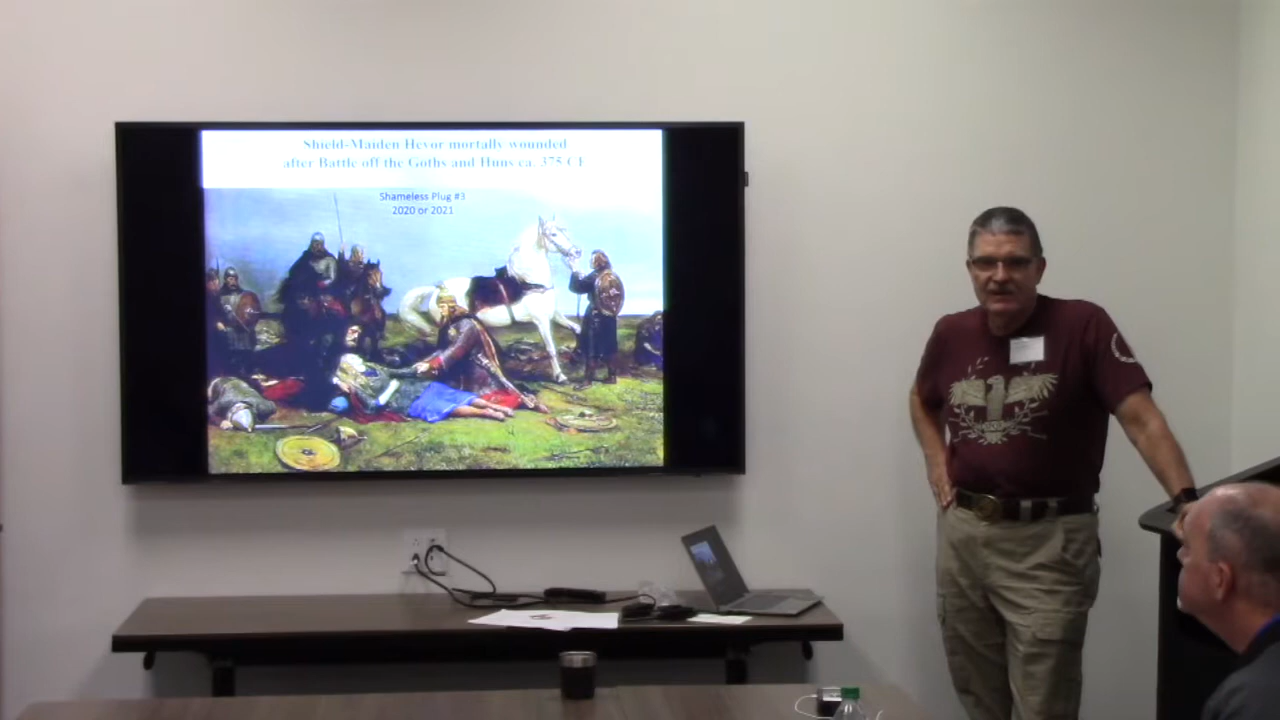 Shield-Maiden Hevor mortally wounded
after Battle off the Goths and Huns ca. 375 CE
Shameless Plug #3
2020 or 2021